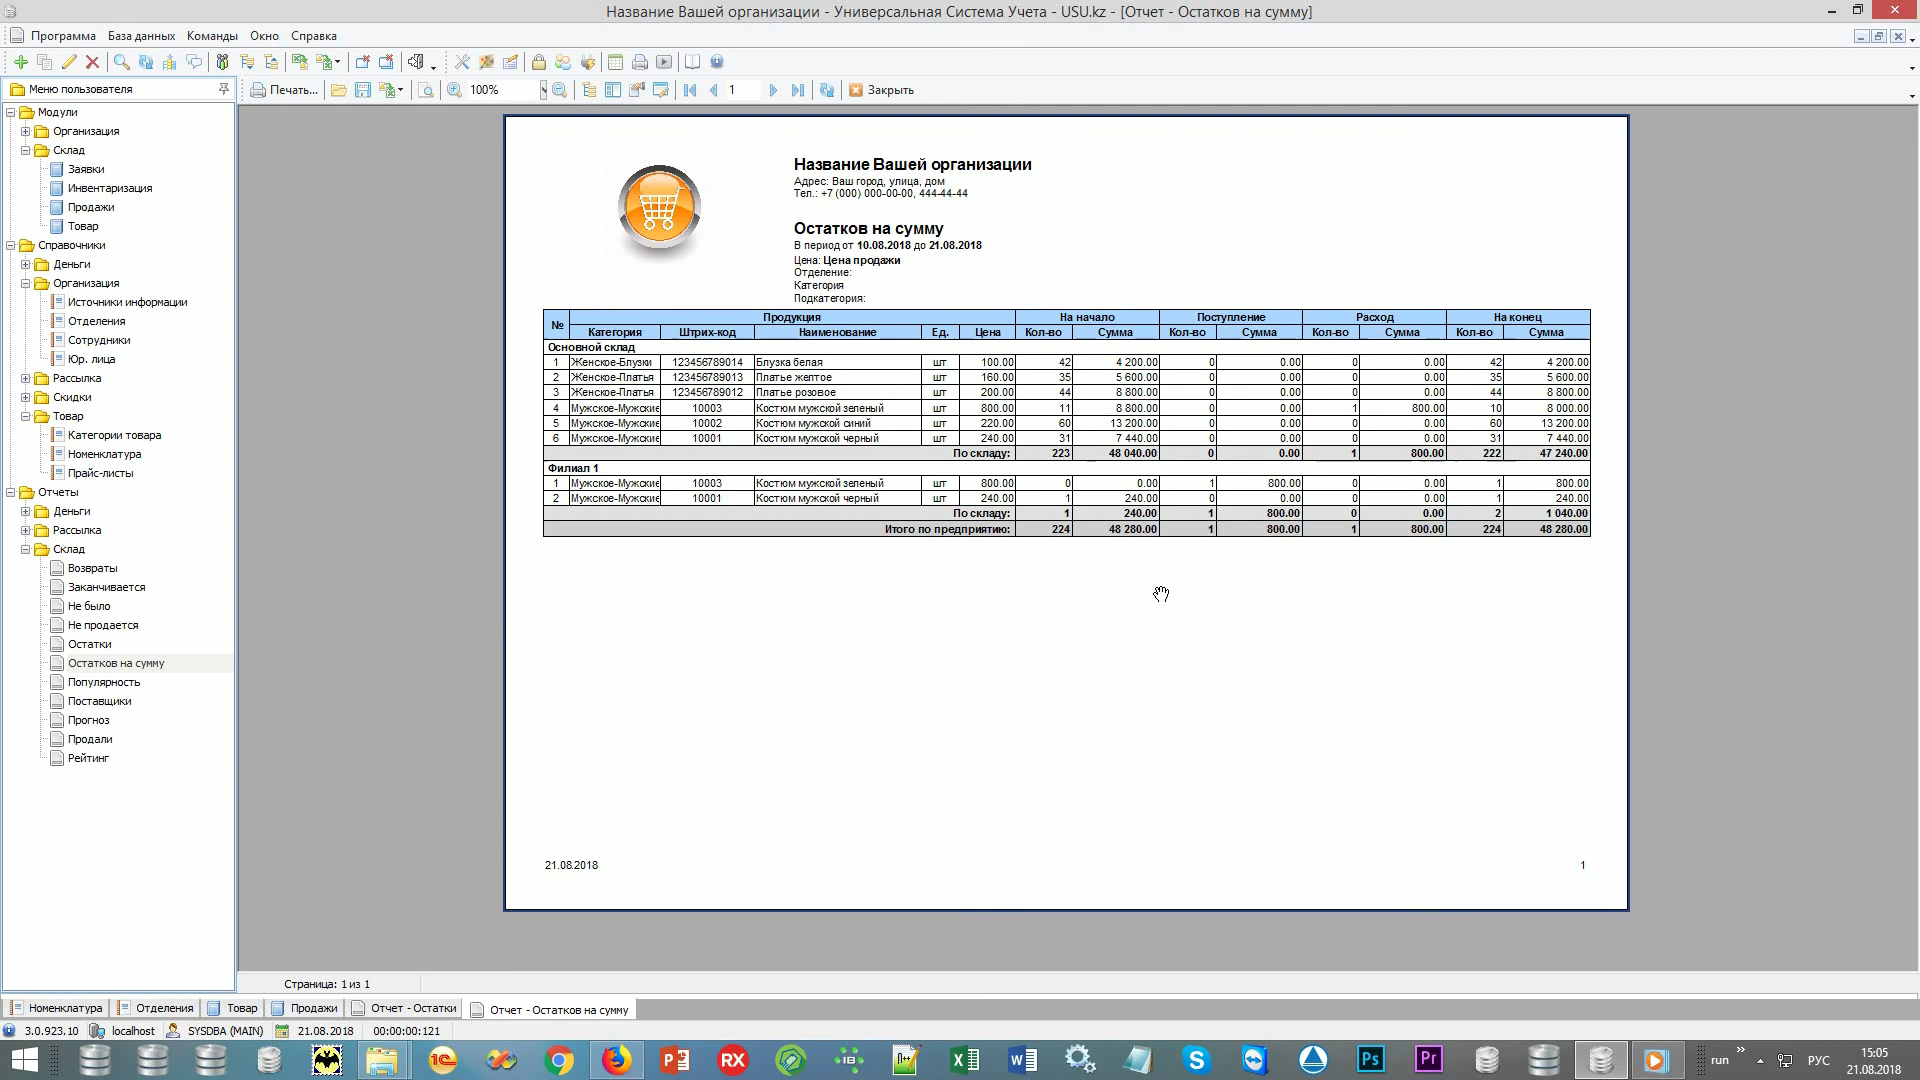 Название Вашей организации - Универсальная Система Учета - USU.kz - [Отчет - Остатков на сумму]
Программа База данных Команды Окно Справка
Меню пользователя
Печать... 100% 1 Закрыть
Модули
Организация
Склад
Заявки
Инвентаризация
Продажи
Товар
Справочники
Деньги
Организация
Источники информации
Отделения
Сотрудники
Юр. лица
Рассылка
Скидки
Товар
Категории товара
Номенклатура
Прайс-листы
Отчеты
Деньги
Рассылка
Склад
Возвраты
Заканчивается
Не было
Не продается
Остатки
Остатков на сумму
Популярность
Поставщики
Прогноз
Продали
Рейтинг
Название Вашей организации
Адрес: Ваш город, улица, дом
Тел.: +7 (000) 000-00-00, 444-44-44
Остатков на сумму
В период от 10.08.2018 до 21.08.2018
Цена: Цена продажи
Отделение:
Категория
Подкатегория:
№ Продукция На начало Поступление Расход На конец
Категория Штрих-код Наименование Ед. Цена Кол-во Сумма Кол-во Сумма Кол-во Сумма Кол-во Сумма
Основной склад
1 Женское-Блузки 123456789014 Блузка белая шт 100.00 42 4 200.00 0 0.00 0 0.00 42 4 200.00
2 Женское-Платья 123456789013 Платье желтое шт 160.00 35 5 600.00 0 0.00 0 0.00 35 5 600.00
3 Женское-Платья 123456789012 Платье розовое шт 200.00 44 8 800.00 0 0.00 0 0.00 44 8 800.00
4 Мужское-Мужские 10003 Костюм мужской зеленый шт 800.00 11 8 800.00 0 0.00 1 800.00 10 8 000.00
5 Мужское-Мужские 10002 Костюм мужской синий шт 220.00 60 13 200.00 0 0.00 0 0.00 60 13 200.00
6 Мужское-Мужские 10001 Костюм мужской черный шт 240.00 31 7 440.00 0 0.00 0 0.00 31 7 440.00
По складу: 223 48 040.00 0 0.00 1 800.00 222 47 240.00
Филиал 1
1 Мужское-Мужские 10003 Костюм мужской зеленый шт 800.00 0 0.00 1 800.00 0 0.00 1 800.00
2 Мужское-Мужские 10001 Костюм мужской черный шт 240.00 1 240.00 0 0.00 0 0.00 1 240.00
По складу: 1 240.00 1 800.00 0 0.00 2 1 040.00
Итого по предприятию: 224 48 280.00 1 800.00 1 800.00 224 48 280.00
21.08.2018 1
Страница: 1 из 1
Номенклатура Отделения Товар Продажи Отчет - Остатки Отчет - Остатков на сумму
3.0.923.10 localhost SYSDBA (MAIN) 21.08.2018 00:00:00:121
run РУС 15:05
21.08.2018